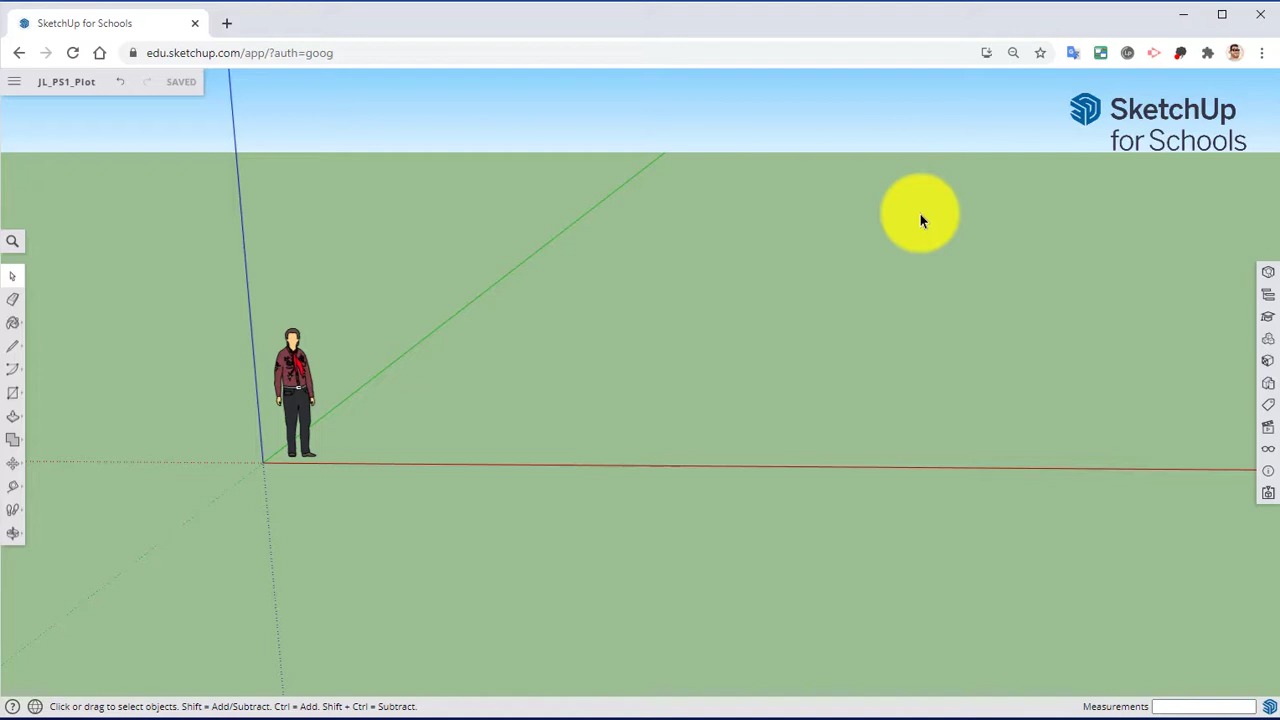 SketchUp for Schools
edu.sketchup.com/app/?auth=goog
JL_PS1_Plot
SAVED
SketchUp
for Schools
Click or drag to select objects. Shift = Add/Subtract. Ctrl = Add. Shift + Ctrl = Subtract.
Measurements